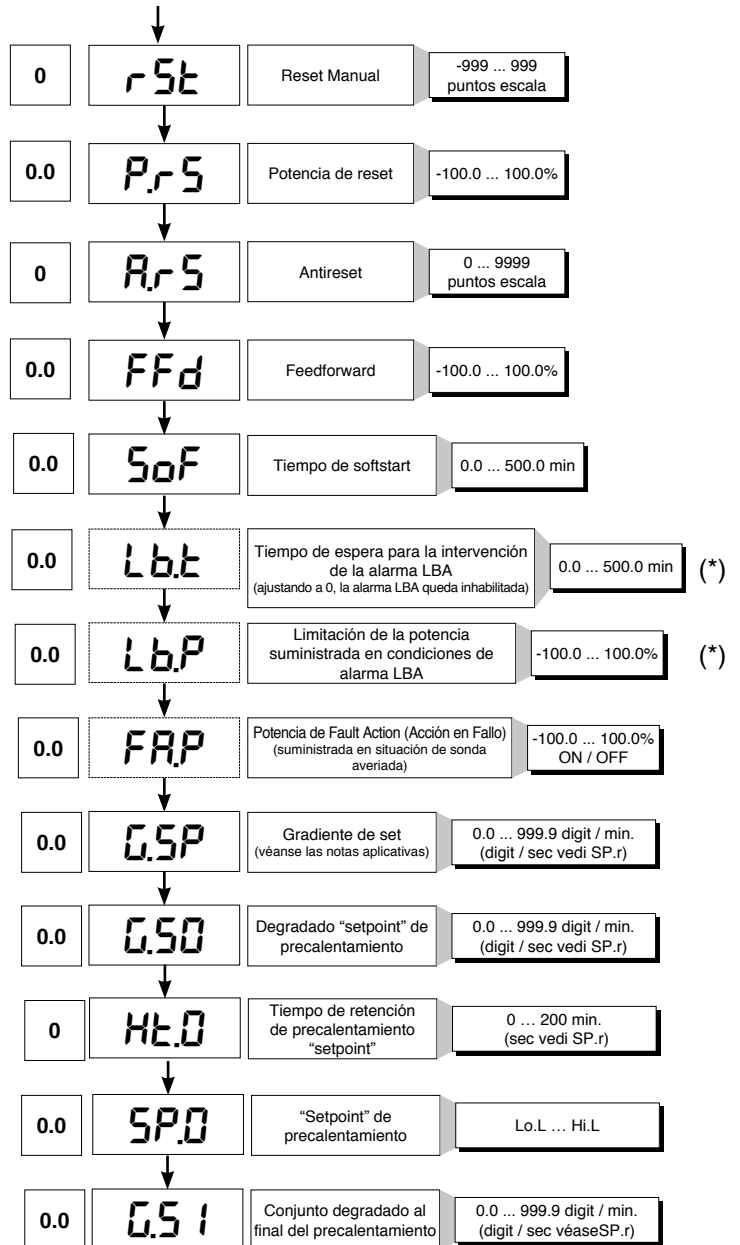 0
rSt
Reset Manual
-999 ... 999
puntos escala
0.0
P.rS
Potencia de reset
-100.0 ... 100.0%
0
A.rS
Antireset
0 ... 9999
puntos escala
0.0
FFd
Feedforward
-100.0 ... 100.0%
0.0
SoF
Tiempo de softstart
0.0 ... 500.0 min
0.0
Lb.t
Tiempo de espera para la intervención
de la alarma LBA
(ajustando a 0, la alarma LBA queda inhabilitada)
0.0 ... 500.0 min
(*)
0.0
Lb.P
Limitación de la potencia
suministrada en condiciones de
alarma LBA
-100.0 ... 100.0%
(*)
0.0
FA.P
Potencia de Fault Action (Acción en Fallo)
(suministrada en situación de sonda
averiada)
-100.0 ... 100.0%
ON / OFF
0.0
G.SP
Gradiente de set
(véanse las notas aplicativas)
0.0 ... 999.9 digit / min.
(digit / sec vedi SP.r)
0.0
G.S0
Degradado “setpoint” de
precalentamiento
0.0 ... 999.9 digit / min.
(digit / sec vedi SP.r)
0
Ht.0
Tiempo de retención
de precalentamiento
“setpoint”
0 … 200 min.
(sec vedi SP.r)
0.0
SP.0
“Setpoint” de
precalentamiento
Lo.L … Hi.L
0.0
G.S1
Conjunto degradado al
final del precalentamiento
0.0 ... 999.9 digit / min.
(digit / sec véaseSP.r)